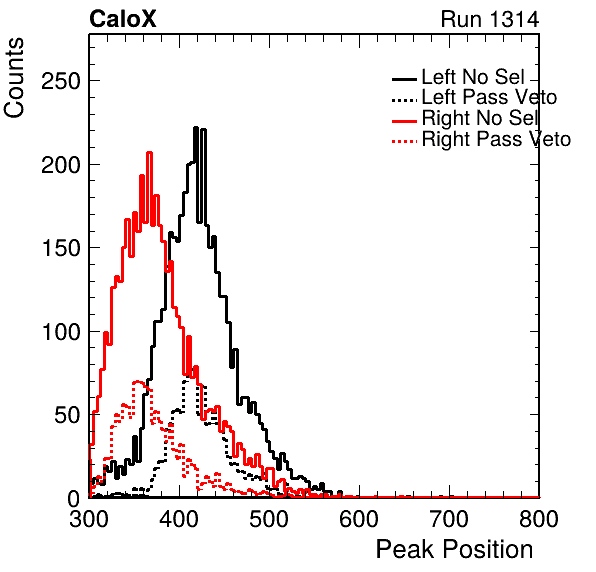 CaloX
Run 1314
Counts
Left No Sel
Left Pass Veto
Right No Sel
Right Pass Veto
250
200
150
100
50
0
300 400 500 600 700 800
Peak Position